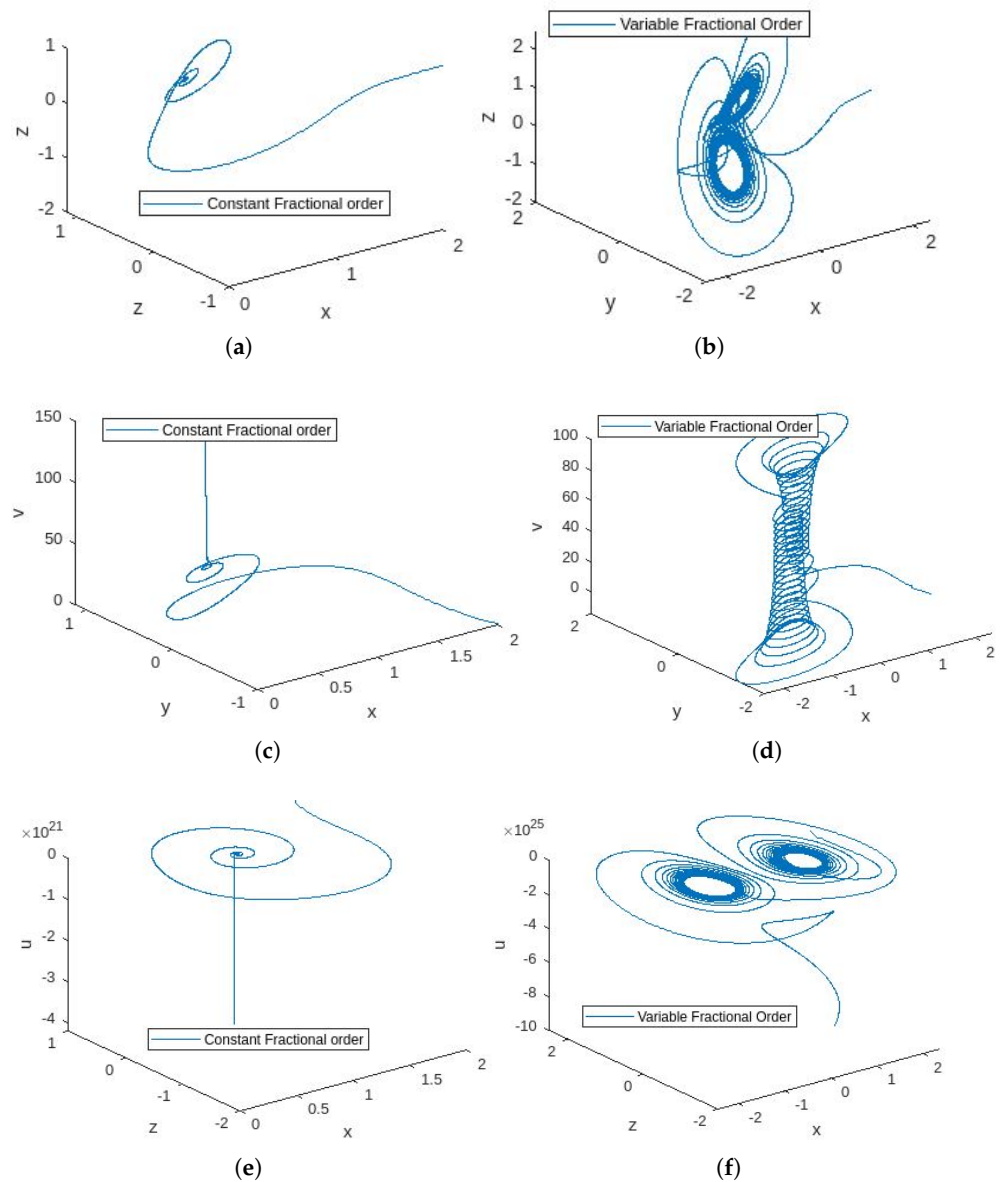 Constant Fractional order
1
0
-1
-2
z
1
0
-1
z
0
1
2
x
(a)
Variable Fractional Order
2
1
0
-1
-2
z
2
0
-2
y
-2
0
2
x
(b)
Constant Fractional order
150
100
50
0
v
1
0
-1
y
0
0.5
1
1.5
2
x
(c)
Variable Fractional Order
100
80
60
40
20
0
v
2
0
-2
y
-2
-1
0
1
2
x
(d)
×10²¹
0
-1
-2
-3
-4
u
1
0
-1
-2
z
Constant Fractional order
0
0.5
1
1.5
2
x
(e)
×10²⁵
0
-2
-4
-6
-8
-10
u
2
0
-2
z
Variable Fractional Order
-2
-1
0
1
2
x
(f)